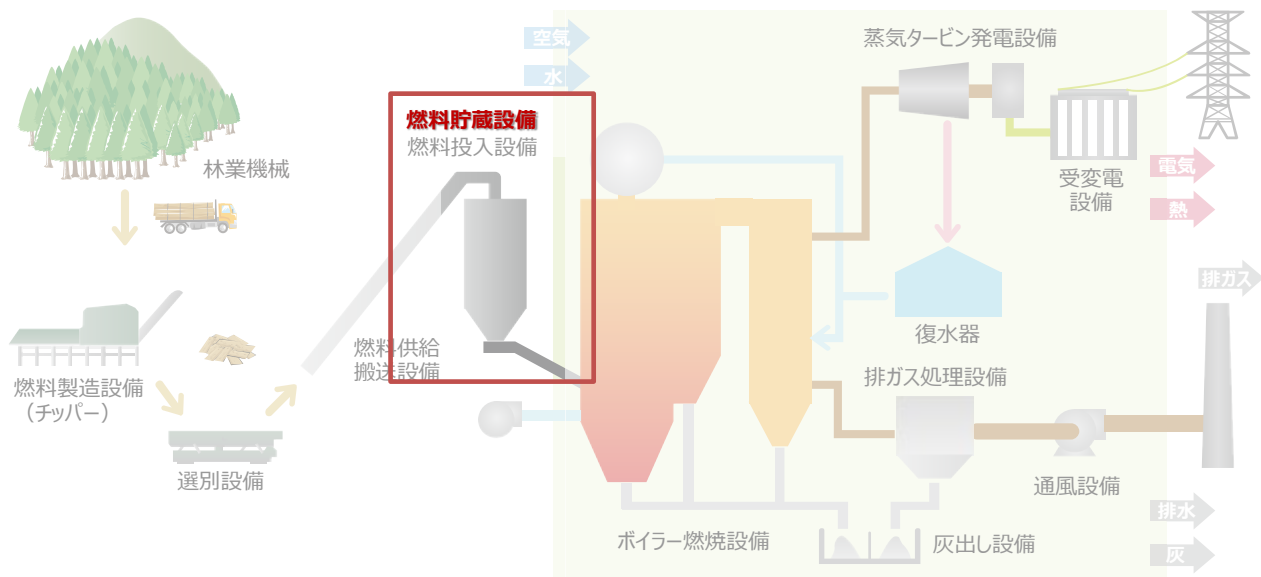 空気
水
蒸気タービン発電設備
燃料貯蔵設備
燃料投入設備
林業機械
受変電
設備
電気
熱
排ガス
復水器
燃料供給
搬送設備
燃料製造設備
（チッパー）
排ガス処理設備
選別設備
通風設備
ボイラー燃焼設備
灰出し設備
排水
灰